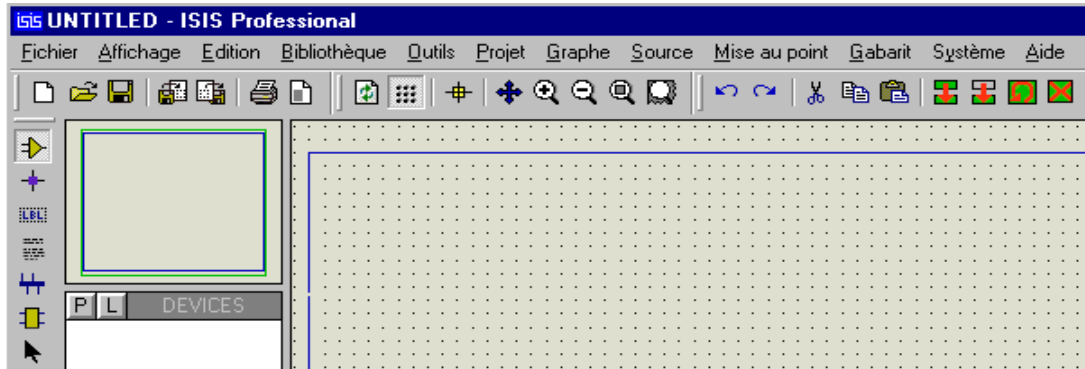 isis UNTITLED - ISIS Professional
Fichier Affichage Edition Bibliothèque Outils Projet Graphe Source Mise au point Gabarit Système Aide
LBL
P L DEVICES